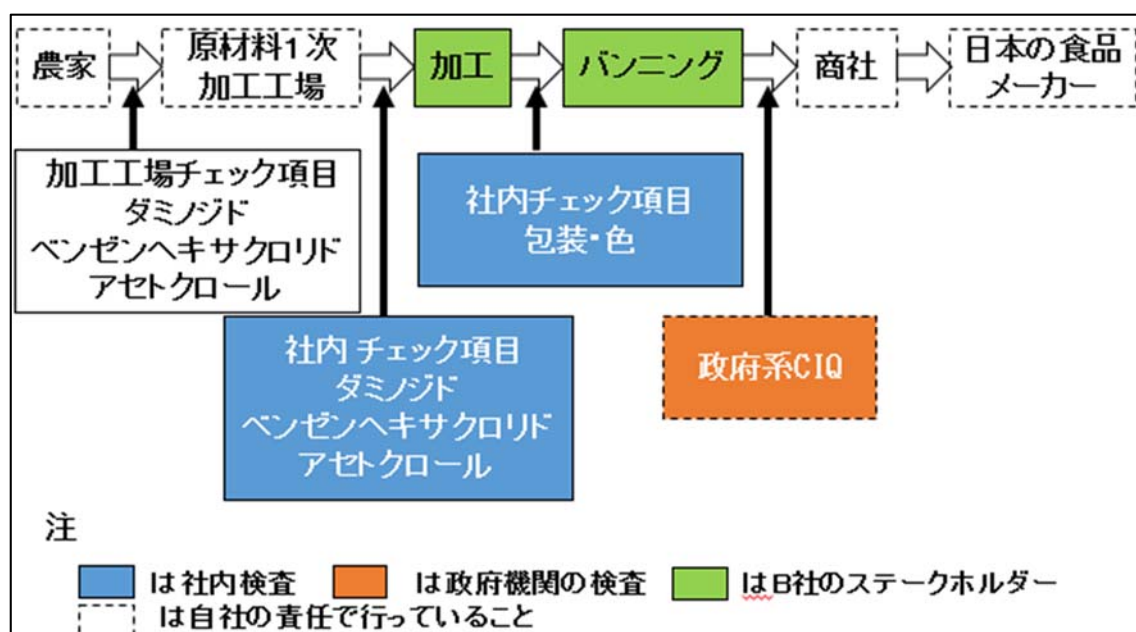 農家
原材料1次
加工工場
加工
バンニング
商社
日本の食品
メーカー
加工工場チェック項目
ダミノジド
ベンゼンヘキサクロリド
アセトクロール
社内チェック項目
包装・色
社内 チェック項目
ダミノジド
ベンゼンヘキサクロリド
アセトクロール
政府系CIQ
注
は社内検査
は政府機関の検査
はB社のステークホルダー
は自社の責任で行っていること